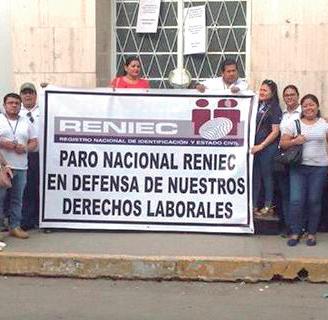 RENIEC
REGISTRO NACIONAL DE IDENTIFICACIÓN Y ESTADO CIVIL
PARO NACIONAL RENIEC
EN DEFENSA DE NUESTROS
DERECHOS LABORALES